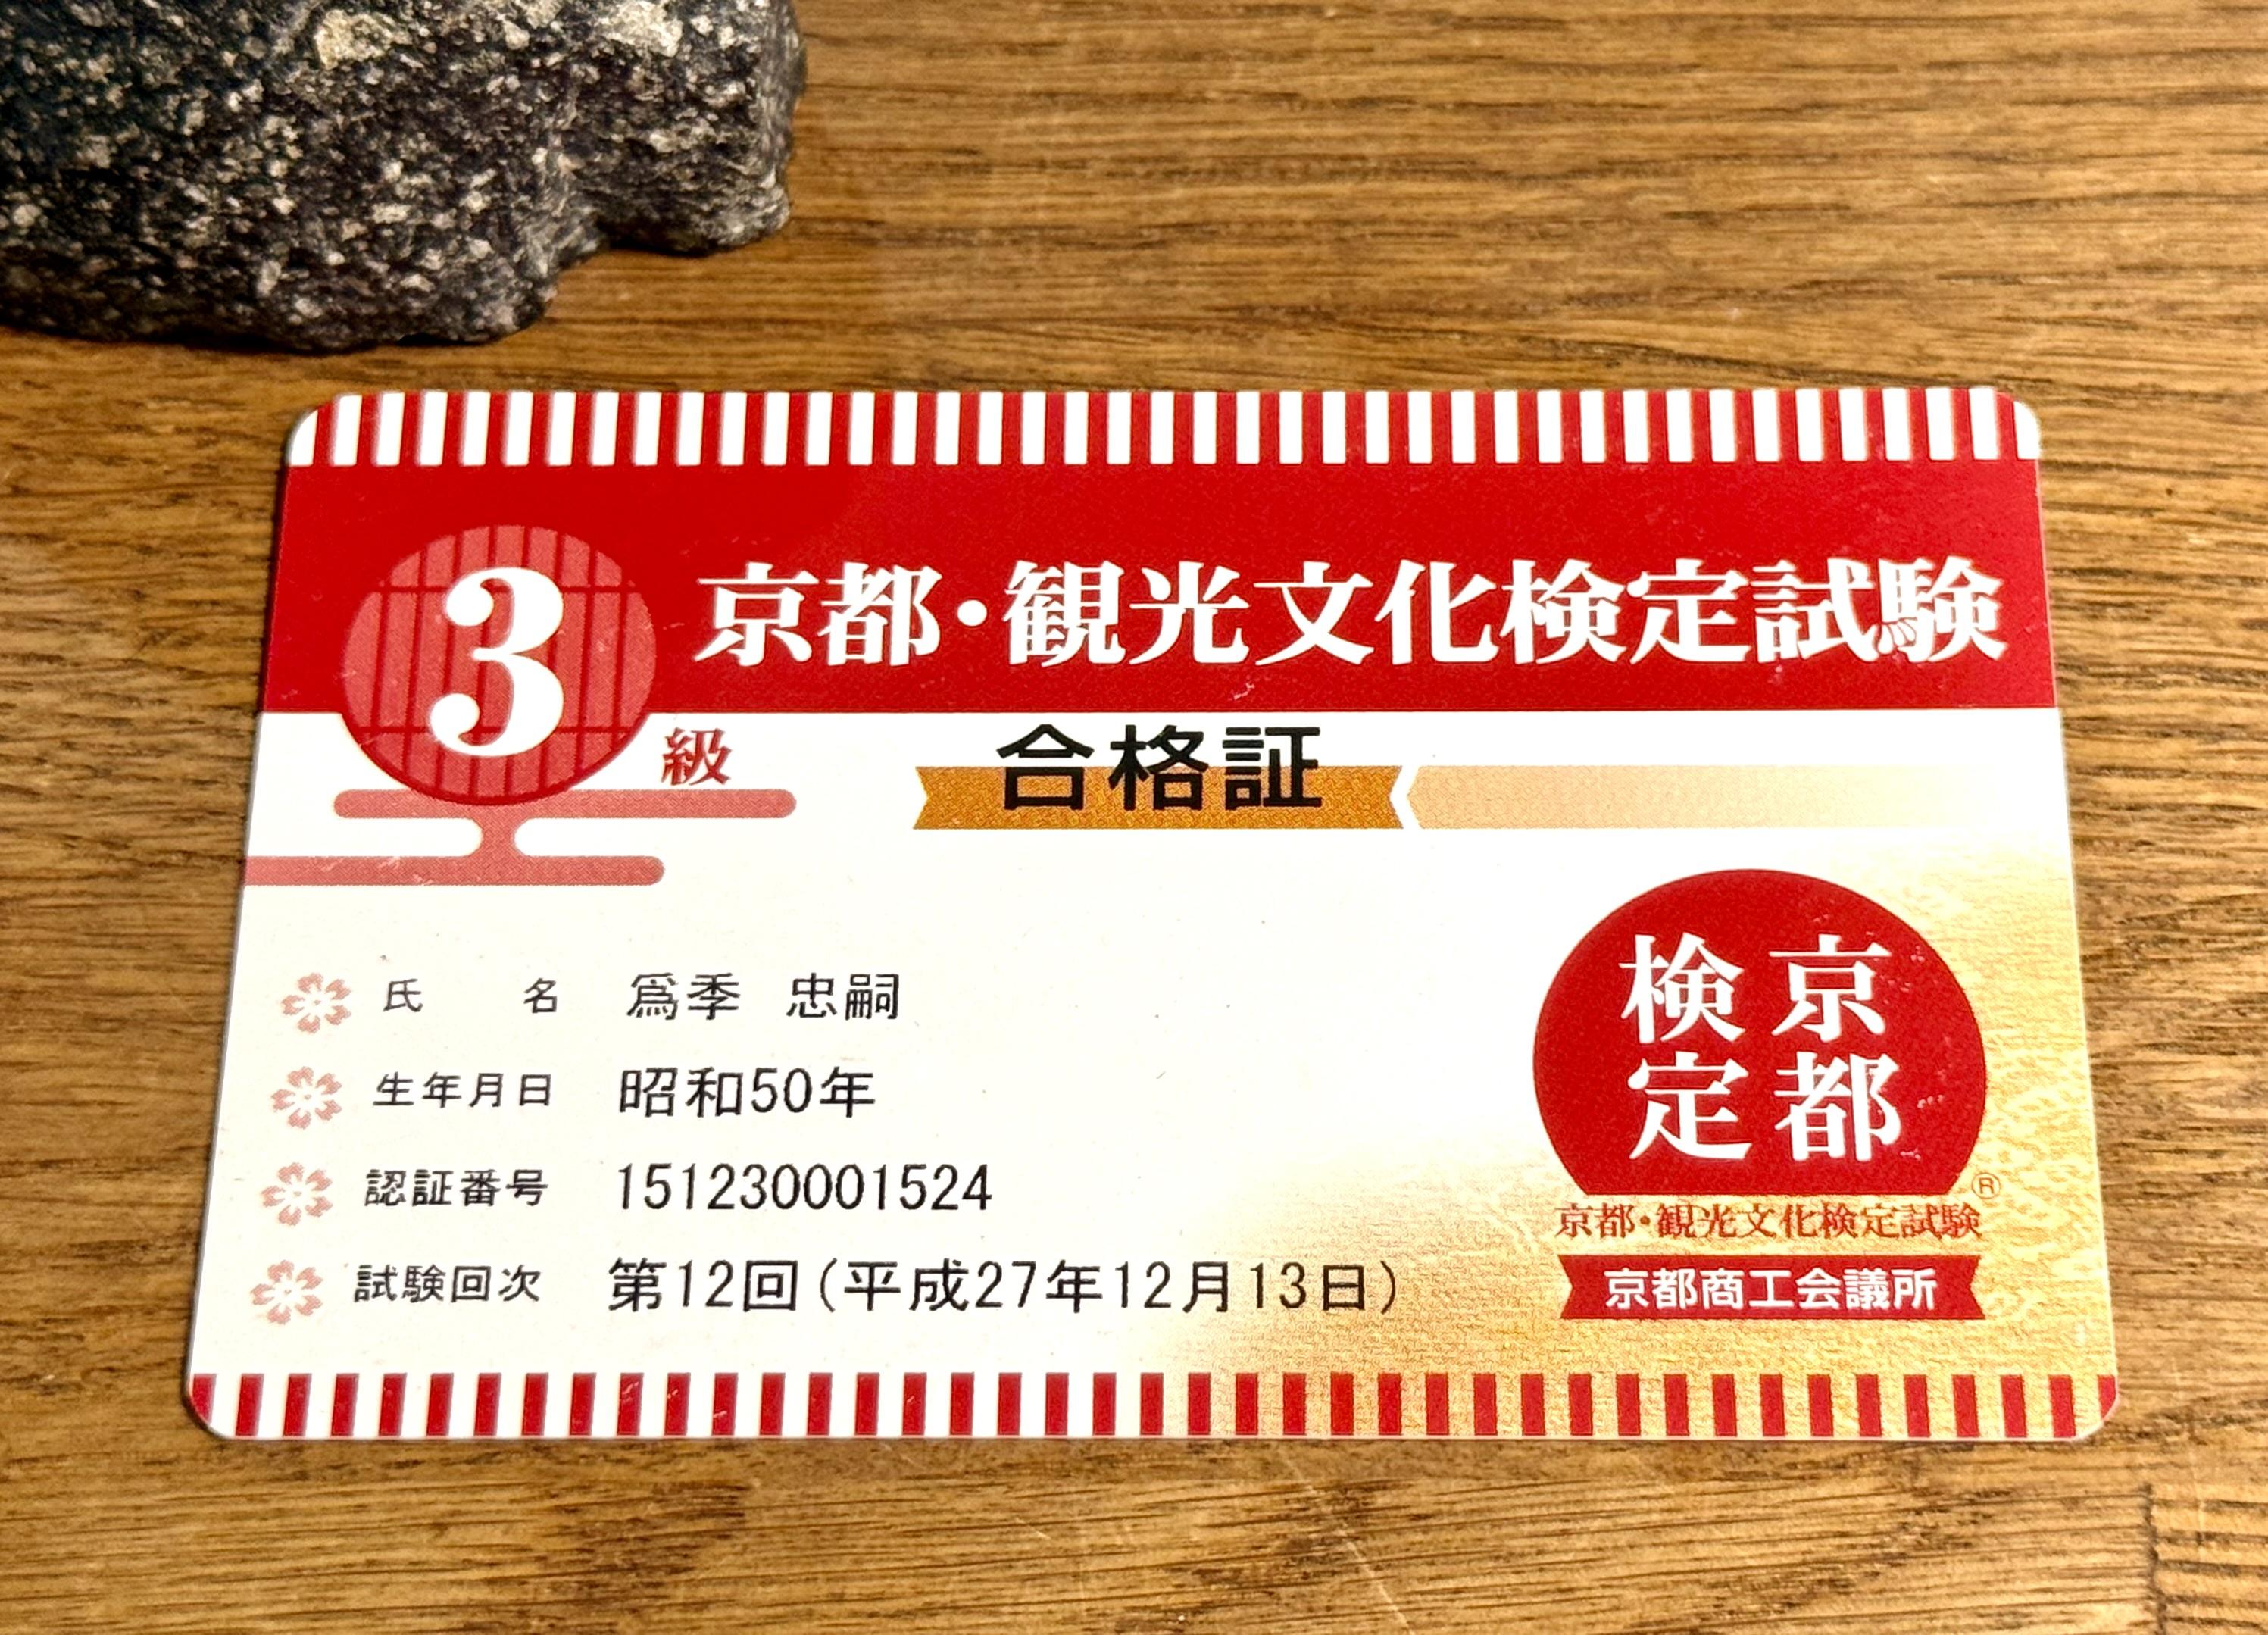 3級
京都・観光文化検定試験
合格証
氏名 爲季 忠嗣
生年月日 昭和50年
認証番号 151230001524
試験回次 第12回(平成27年12月13日)
京都
検定
®
京都・観光文化検定試験
京都商工会議所